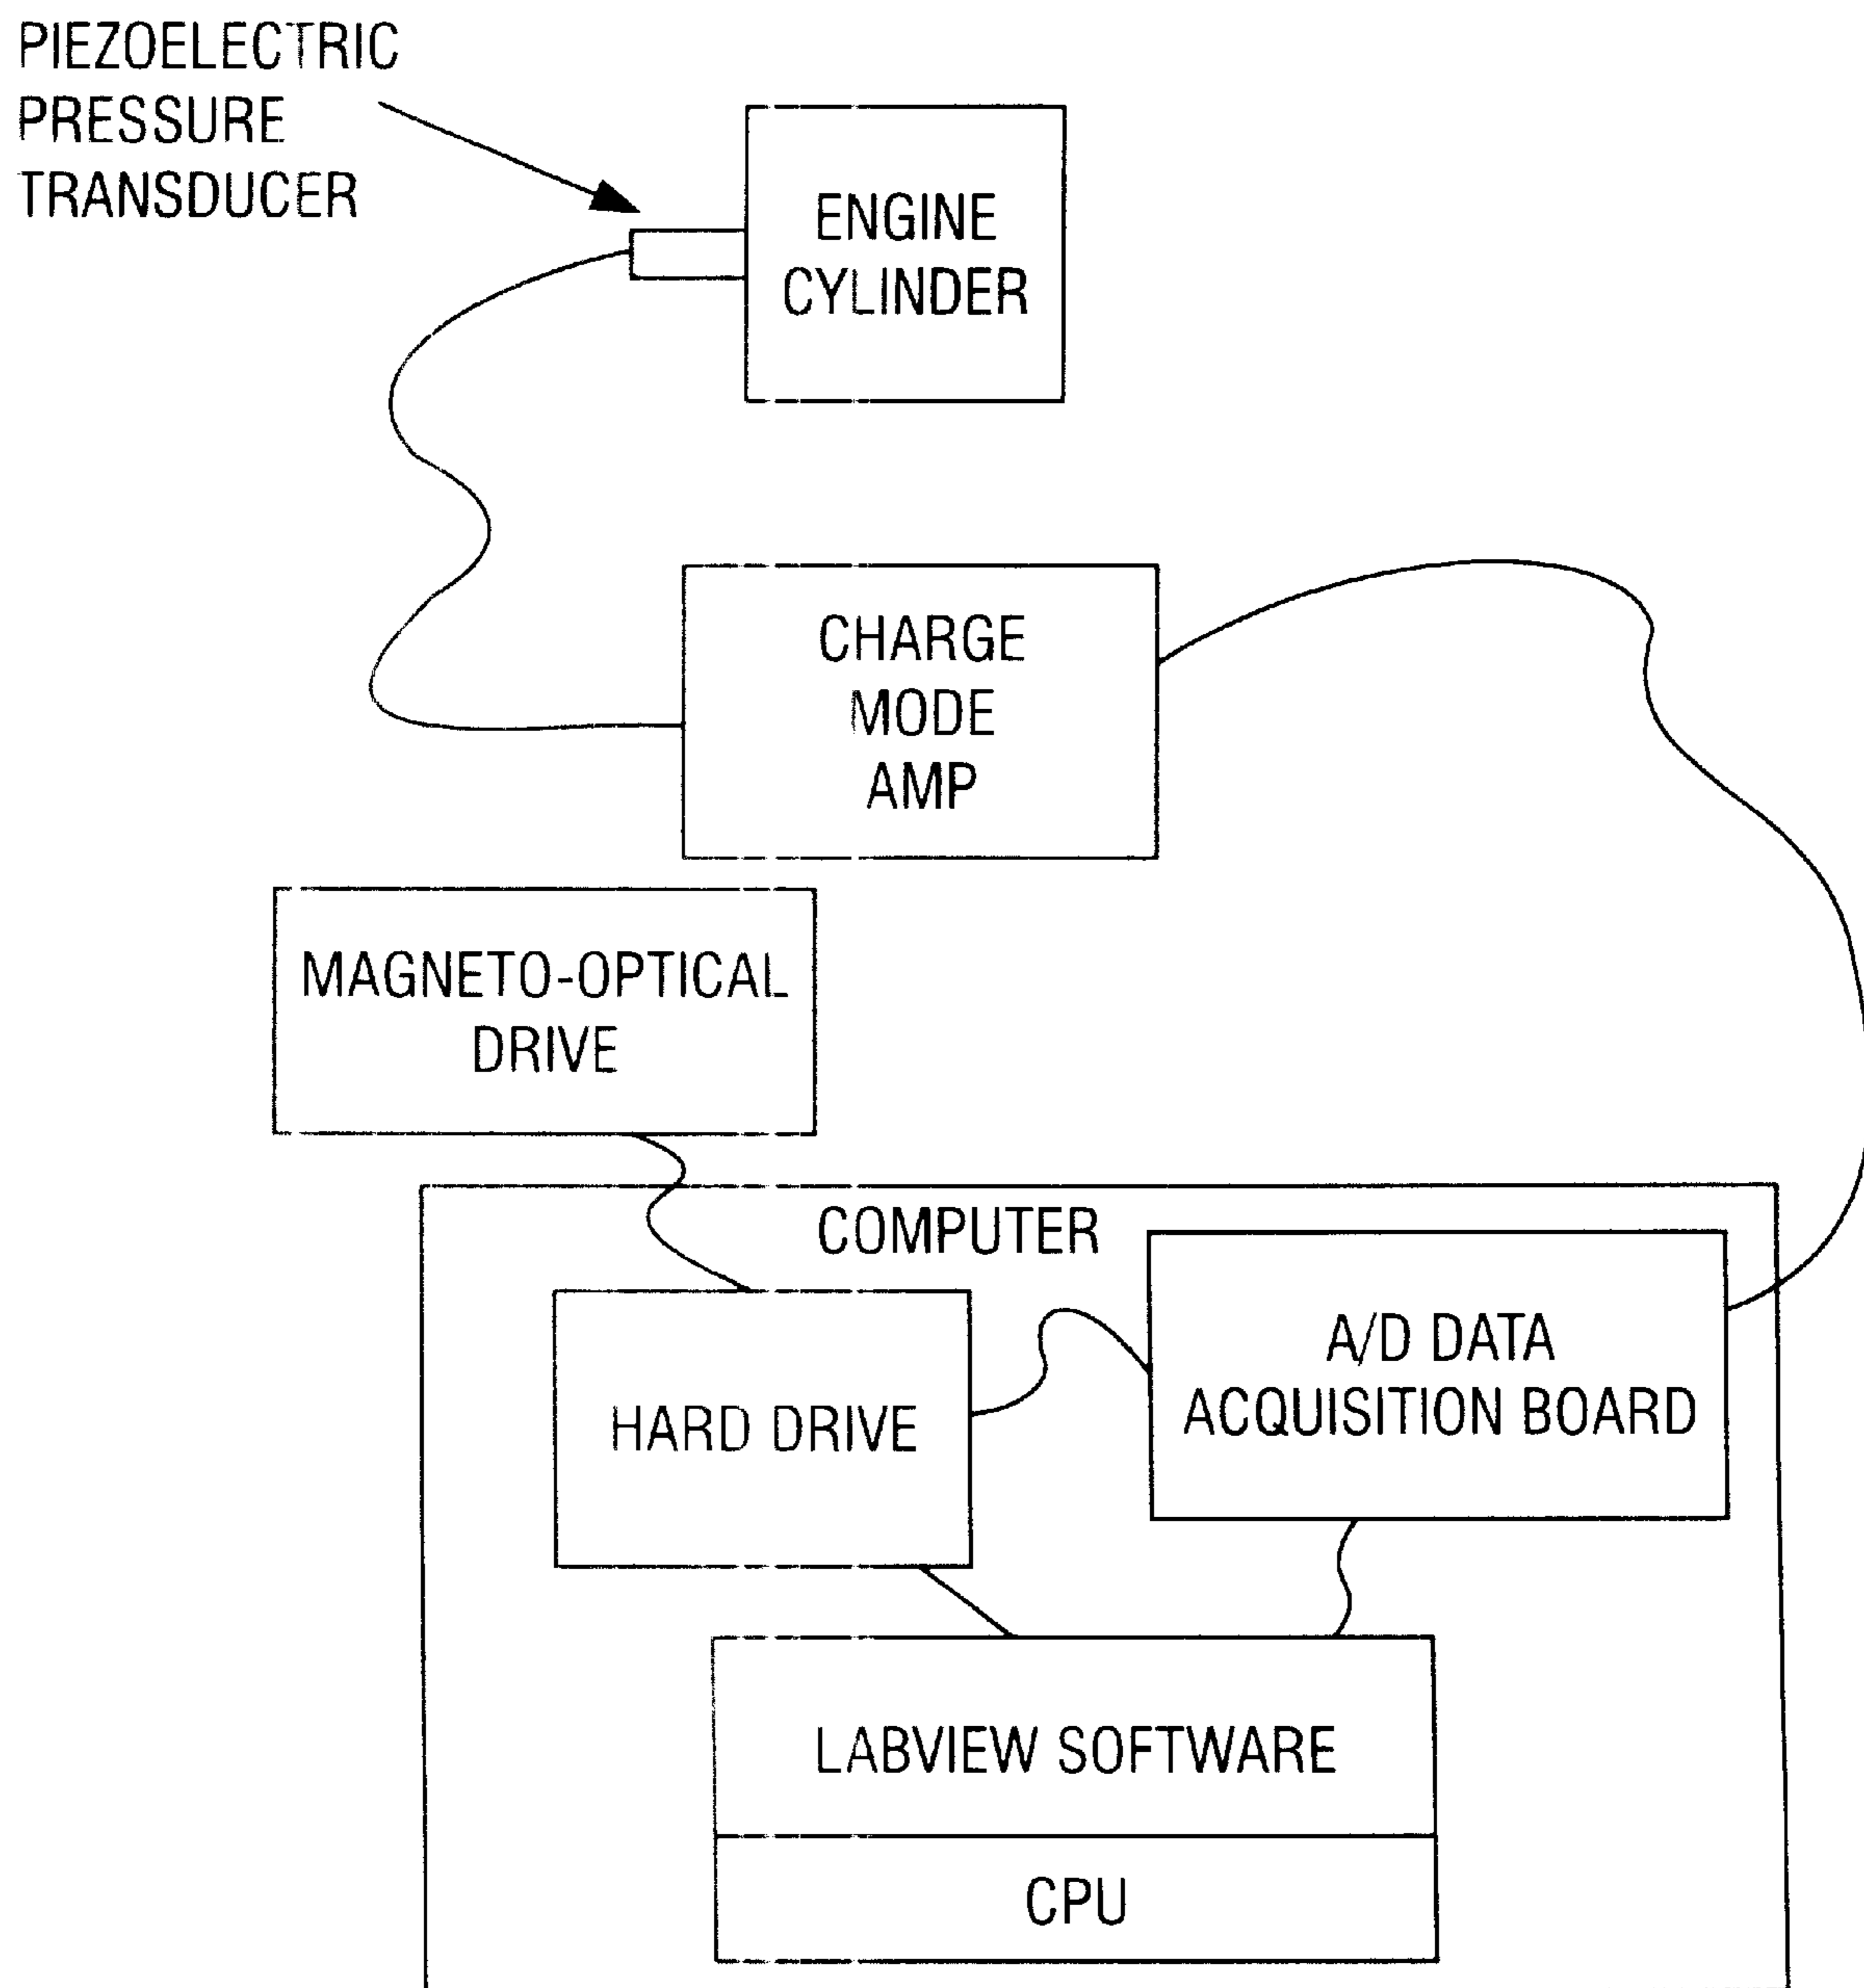 PIEZOELECTRIC
PRESSURE
TRANSDUCER
ENGINE
CYLINDER
CHARGE
MODE
AMP
MAGNETO-OPTICAL
DRIVE
COMPUTER
HARD DRIVE
A/D DATA
ACQUISITION BOARD
LABVIEW SOFTWARE
CPU